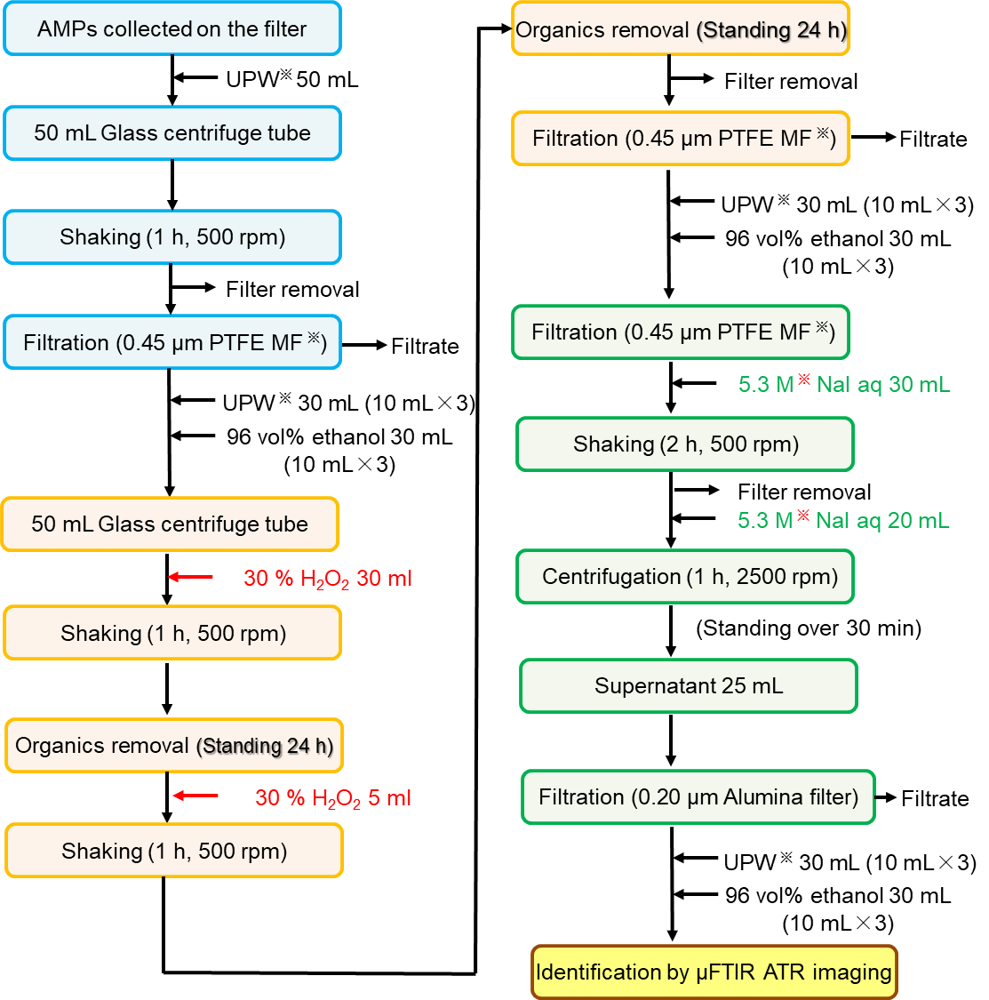 AMPs collected on the filter
UPW※ 50 mL
50 mL Glass centrifuge tube
Shaking (1 h, 500 rpm)
Filter removal
Filtration (0.45 µm PTFE MF※)
Filtrate
UPW※ 30 mL (10 mL×3)
96 vol% ethanol 30 mL
(10 mL×3)
50 mL Glass centrifuge tube
30 % H₂O₂ 30 ml
Shaking (1 h, 500 rpm)
Organics removal (Standing 24 h)
30 % H₂O₂ 5 ml
Shaking (1 h, 500 rpm)
Organics removal (Standing 24 h)
Filter removal
Filtration (0.45 µm PTFE MF※)
Filtrate
UPW※ 30 mL (10 mL×3)
96 vol% ethanol 30 mL
(10 mL×3)
Filtration (0.45 µm PTFE MF※)
5.3 M※ NaI aq 30 mL
Shaking (2 h, 500 rpm)
Filter removal
5.3 M※ NaI aq 20 mL
Centrifugation (1 h, 2500 rpm)
(Standing over 30 min)
Supernatant 25 mL
Filtration (0.20 µm Alumina filter)
Filtrate
UPW※ 30 mL (10 mL×3)
96 vol% ethanol 30 mL
(10 mL×3)
Identification by µFTIR ATR imaging